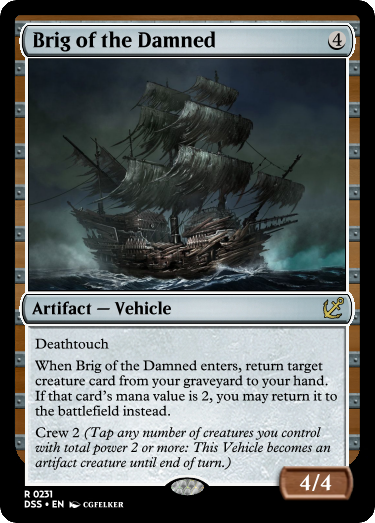 Brig of the Damned 4
Artifact — Vehicle
Deathtouch
When Brig of the Damned enters, return target
creature card from your graveyard to your hand.
If that card's mana value is 2, you may return it to
the battlefield instead.
Crew 2 (Tap any number of creatures you control
with total power 2 or more: This Vehicle becomes an
artifact creature until end of turn.)
4/4
R 0231
DSS • EN CGFELKER